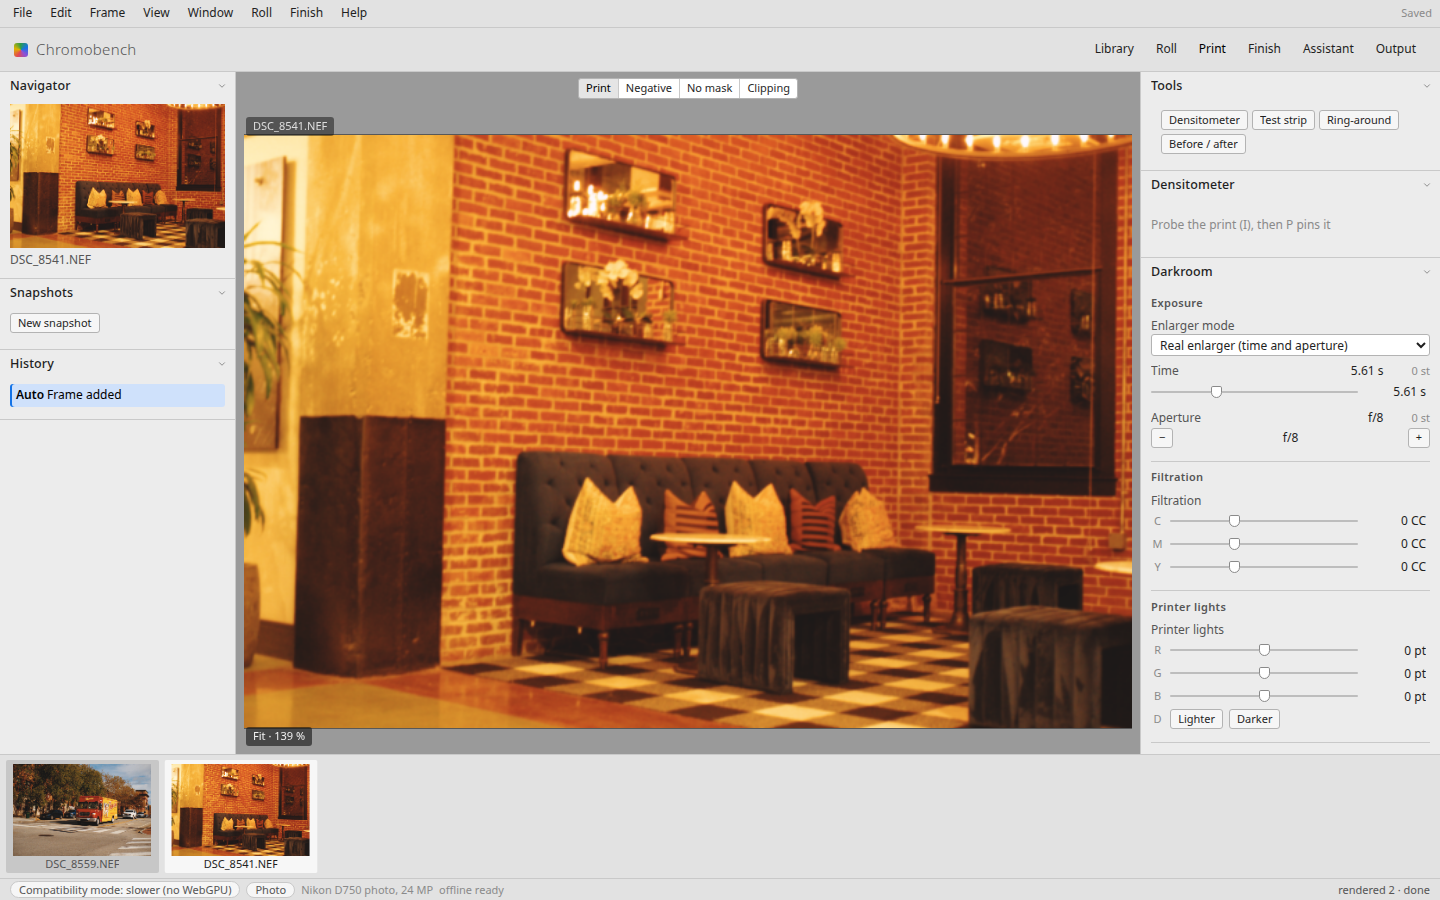 File Edit Frame View Window Roll Finish Help Saved
Chromobench Library Roll Print Finish Assistant Output
Navigator
DSC_8541.NEF
Snapshots
New snapshot
History
Auto Frame added
Print Negative No mask Clipping
DSC_8541.NEF
Fit · 139 %
Tools
Densitometer Test strip Ring-around
Before / after
Densitometer
Probe the print (I), then P pins it
Darkroom
Exposure
Enlarger mode
Real enlarger (time and aperture)
Time 5.61 s 0 st
5.61 s
Aperture f/8 0 st
− f/8 +
Filtration
Filtration
C 0 CC
M 0 CC
Y 0 CC
Printer lights
Printer lights
R 0 pt
G 0 pt
B 0 pt
D Lighter Darker
DSC_8559.NEF DSC_8541.NEF
Compatibility mode: slower (no WebGPU) Photo Nikon D750 photo, 24 MP offline ready rendered 2 · done